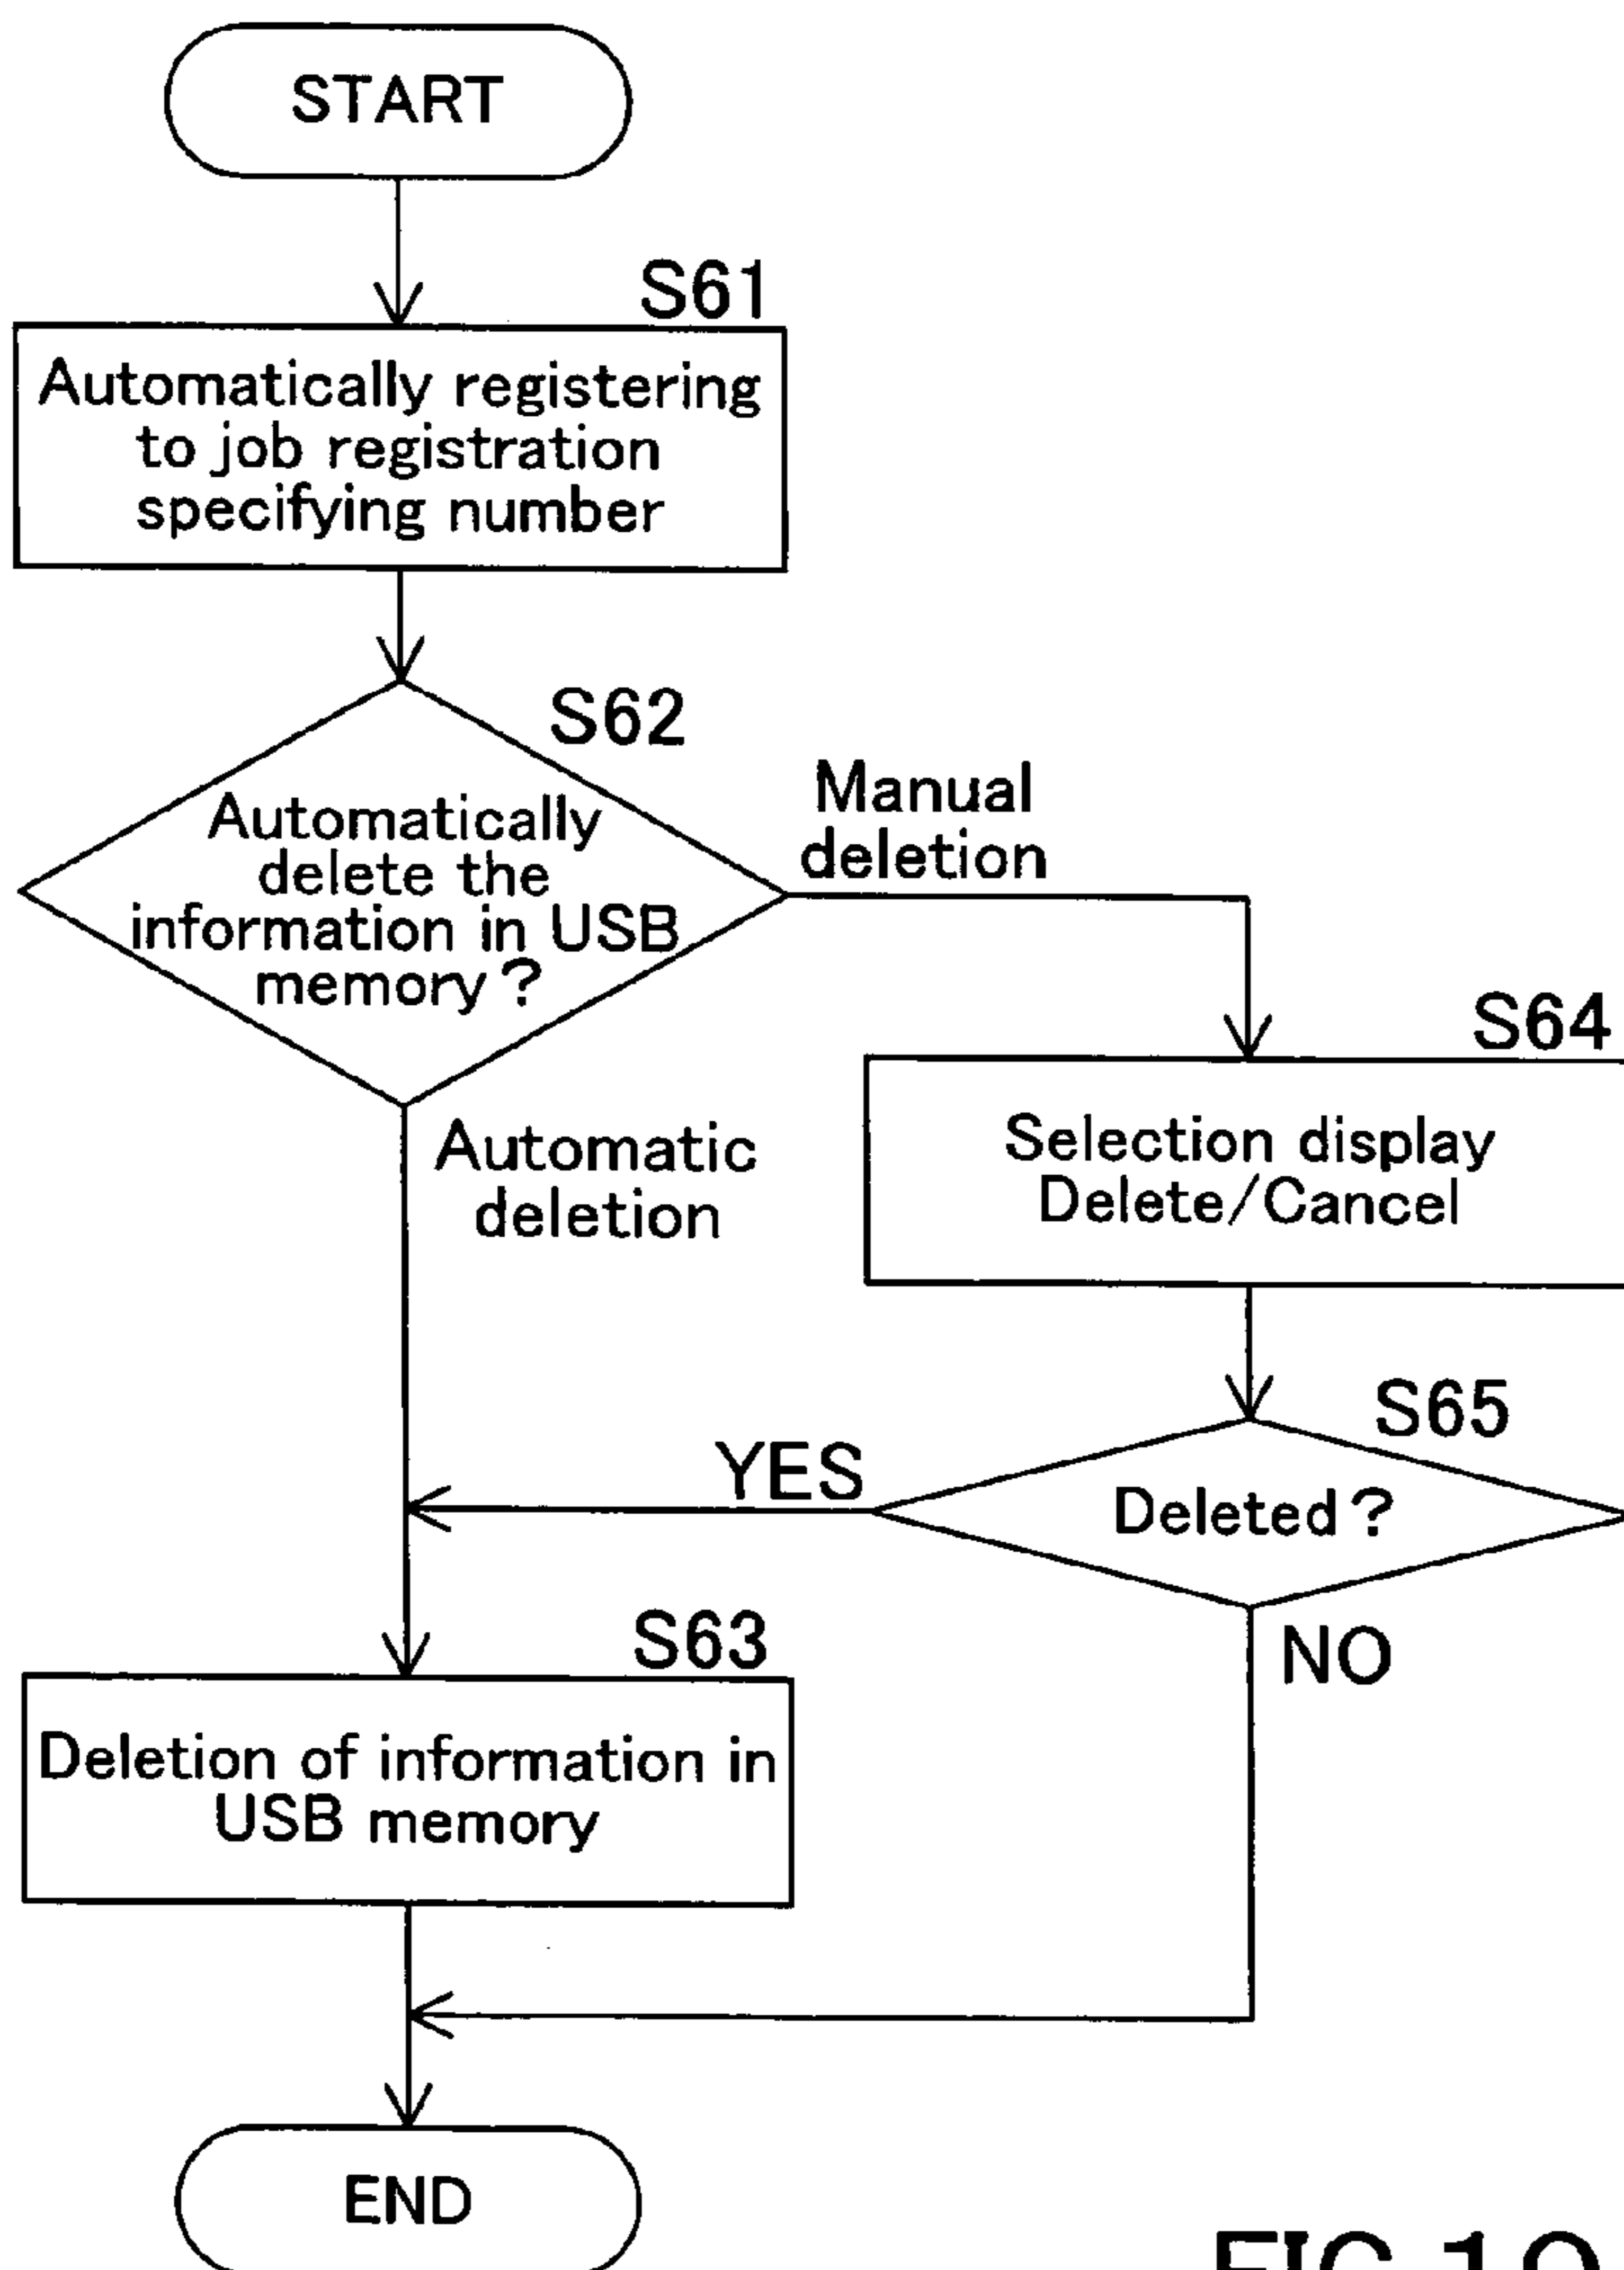 START
S61
Automatically registering
to job registration
specifying number
S62
Automatically
delete the
information in USB
memory?
Manual
deletion
Automatic
deletion
S64
Selection display
Delete/Cancel
S65
Deleted?
YES
NO
S63
Deletion of information in
USB memory
END